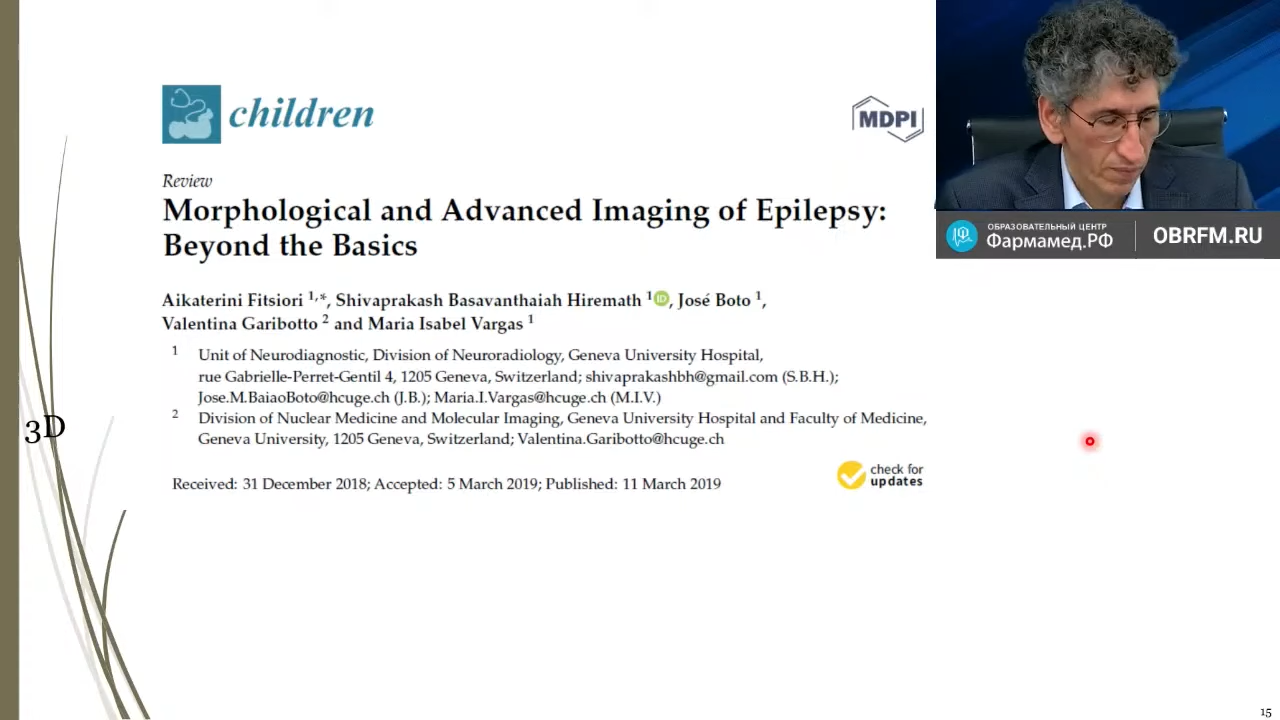 children
MDPI
Review
Morphological and Advanced Imaging of Epilepsy:
Beyond the Basics
Aikaterini Fitsiori 1,*, Shivaprakash Basavanthaiah Hiremath 1 iD, José Boto 1,
Valentina Garibotto 2 and Maria Isabel Vargas 1
1 Unit of Neurodiagnostic, Division of Neuroradiology, Geneva University Hospital,
rue Gabrielle-Perret-Gentil 4, 1205 Geneva, Switzerland; shivaprakashbh@gmail.com (S.B.H.);
Jose.M.BaiaoBoto@hcuge.ch (J.B.); Maria.I.Vargas@hcuge.ch (M.I.V.)
2 Division of Nuclear Medicine and Molecular Imaging, Geneva University Hospital and Faculty of Medicine,
Geneva University, 1205 Geneva, Switzerland; Valentina.Garibotto@hcuge.ch
Received: 31 December 2018; Accepted: 5 March 2019; Published: 11 March 2019
check for
updates
3D
ОБРАЗОВАТЕЛЬНЫЙ ЦЕНТР
Фармамед.РФ
OBRFM.RU
15